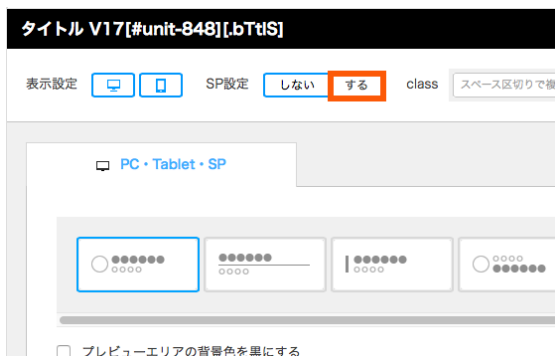 タイトル V17[#unit-848][.bTtIS]
表示設定 SP設定 しない する class スペース区切りで複
PC・Tablet・SP
プレビューエリアの背景色を黒にする